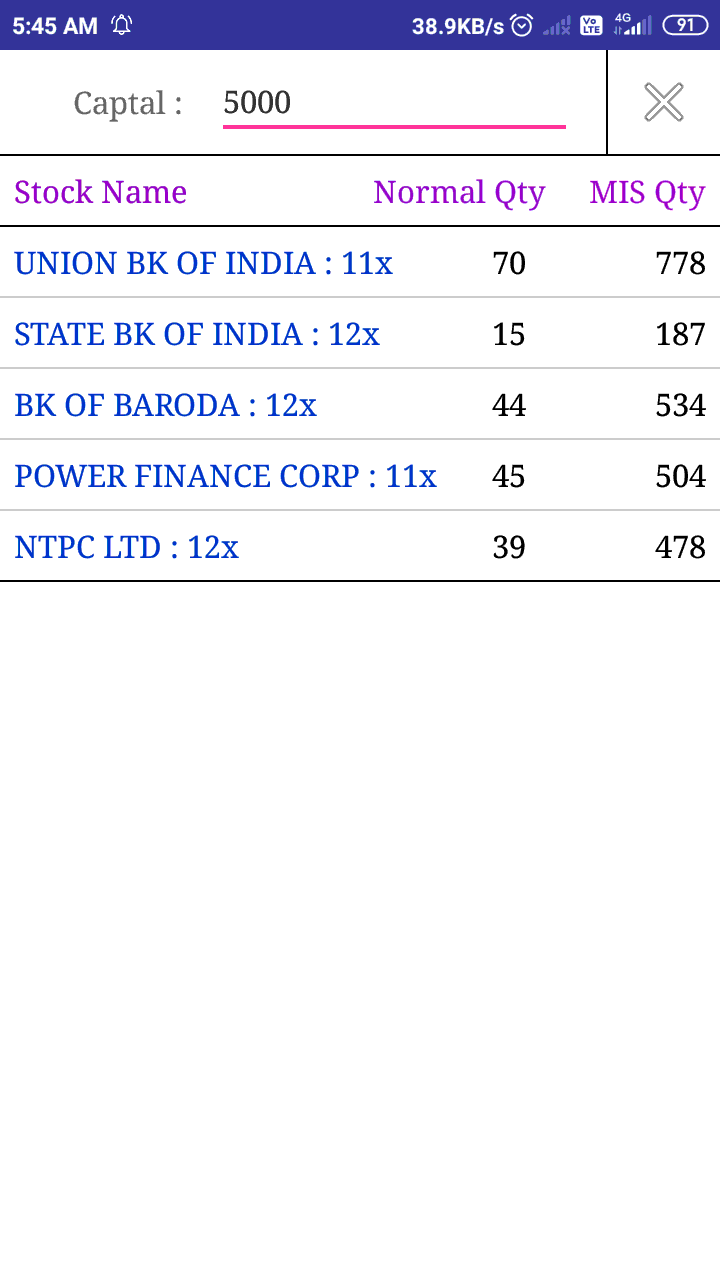 5:45 AM 38.9KB/s Vo LTE 4G 91
Captal : 5000
Stock Name Normal Qty MIS Qty
UNION BK OF INDIA : 11x 70 778
STATE BK OF INDIA : 12x 15 187
BK OF BARODA : 12x 44 534
POWER FINANCE CORP : 11x 45 504
NTPC LTD : 12x 39 478